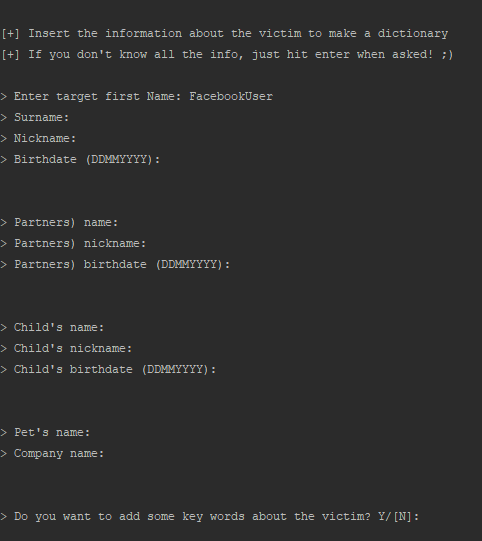 [+] Insert the information about the victim to make a dictionary
[+] If you don't know all the info, just hit enter when asked! ;)
> Enter target first Name: FacebookUser
> Surname:
> Nickname:
> Birthdate (DDMMYYYY):
> Partners) name:
> Partners) nickname:
> Partners) birthdate (DDMMYYYY):
> Child's name:
> Child's nickname:
> Child's birthdate (DDMMYYYY):
> Pet's name:
> Company name:
> Do you want to add some key words about the victim? Y/[N]: